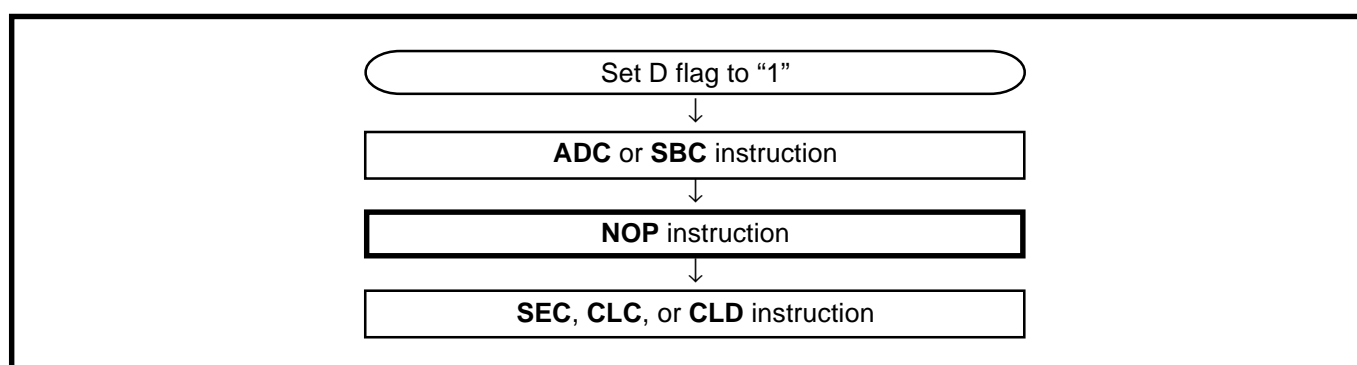 Set D flag to “1”
↓
ADC or SBC instruction
↓
NOP instruction
↓
SEC, CLC, or CLD instruction